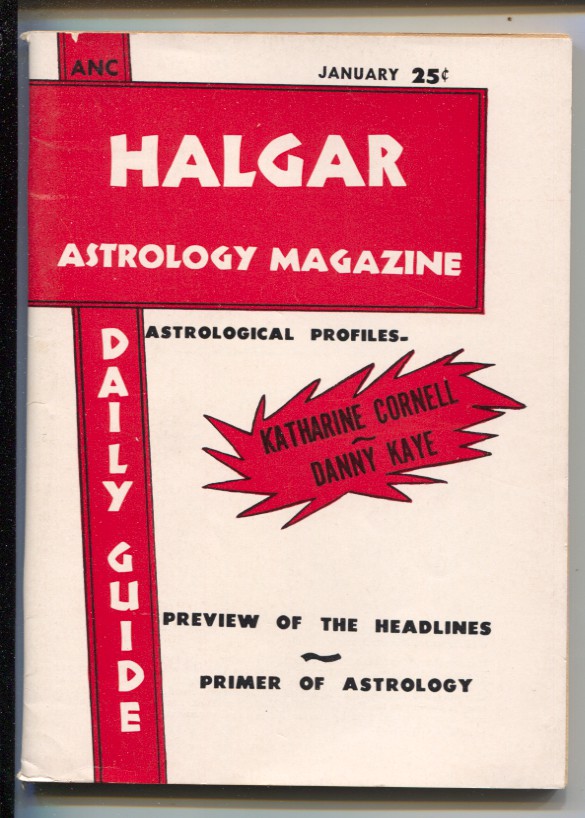 ANC
JANUARY 25¢
HALGAR
ASTROLOGY MAGAZINE
DAILY GUIDE
ASTROLOGICAL PROFILES-
KATHARINE CORNELL
~
DANNY KAYE
PREVIEW OF THE HEADLINES
~
PRIMER OF ASTROLOGY